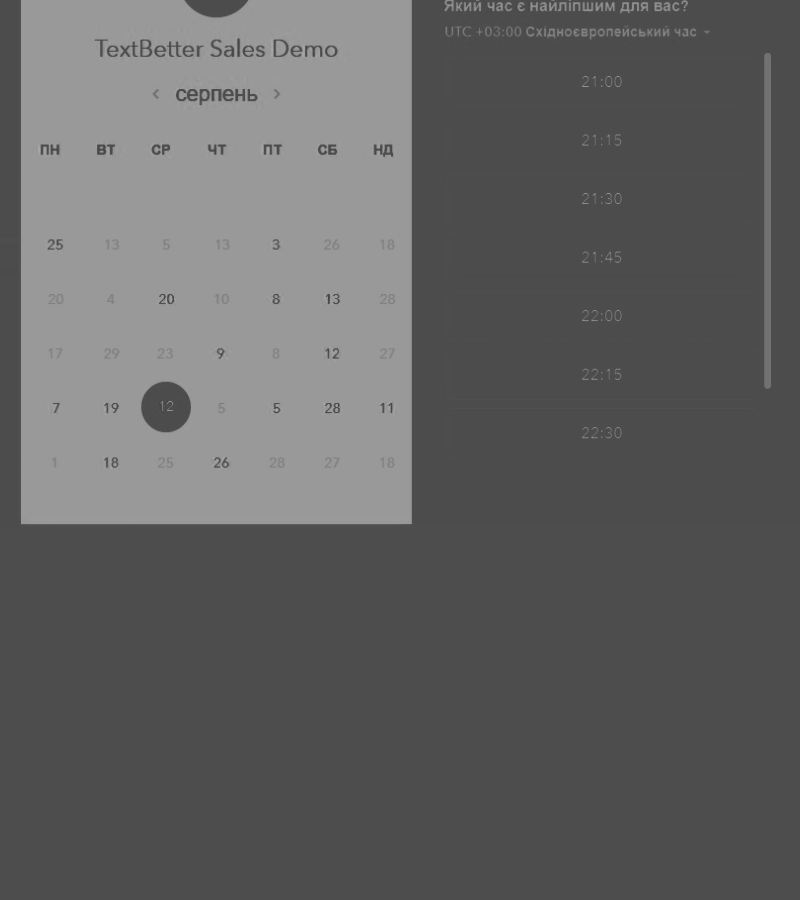 TextBetter Sales Demo
‹ серпень ›
ПН ВТ СР ЧТ ПТ СБ НД
25 13 5 13 3 26 18
20 4 20 10 8 13 28
17 29 23 9 8 12 27
7 19 12 5 5 28 11
1 18 25 26 28 27 18
Який час є найліпшим для вас?
UTC +03:00 Східноєвропейський час
21:00
21:15
21:30
21:45
22:00
22:15
22:30